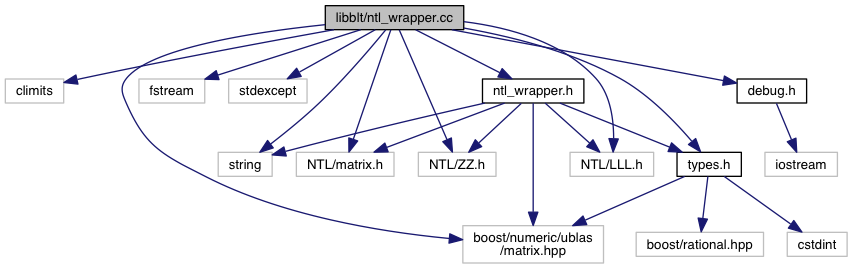 libblt/ntl_wrapper.cc
climits
fstream
stdexcept
ntl_wrapper.h
debug.h
string
NTL/matrix.h
NTL/ZZ.h
NTL/LLL.h
types.h
iostream
boost/numeric/ublas
/matrix.hpp
boost/rational.hpp
cstdint